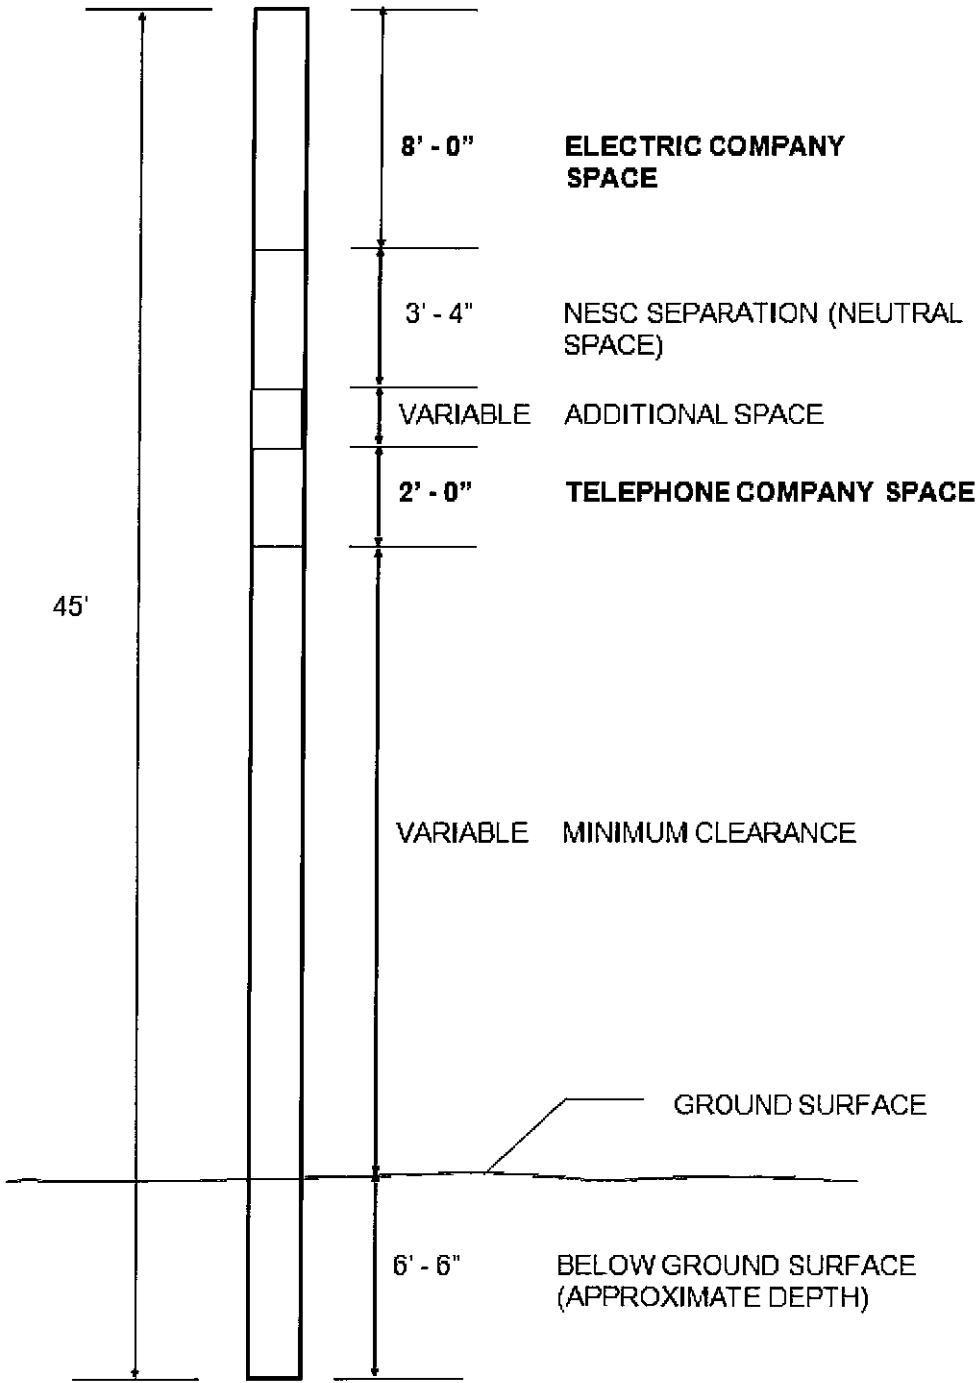 8' - 0" ELECTRIC COMPANY
SPACE
3' - 4" NESC SEPARATION (NEUTRAL
SPACE)
VARIABLE ADDITIONAL SPACE
2' - 0" TELEPHONE COMPANY SPACE
45'
VARIABLE MINIMUM CLEARANCE
GROUND SURFACE
6' - 6" BELOW GROUND SURFACE
(APPROXIMATE DEPTH)